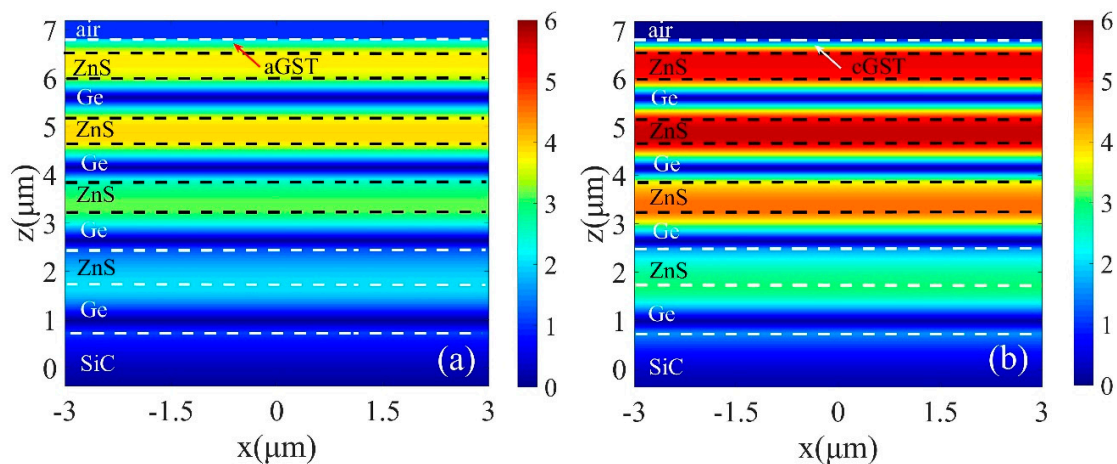 7
air
aGST
ZnS
6
Ge
ZnS
5
Ge
4
ZnS
3
Ge
ZnS
2
Ge
1
SiC
0
(a)
-3 -1.5 0 1.5 3
x(μm)
z(μm)
6
5
4
3
2
1
0
7
air
cGST
ZnS
6
Ge
ZnS
5
Ge
4
ZnS
3
Ge
ZnS
2
Ge
1
SiC
0
(b)
-3 -1.5 0 1.5 3
x(μm)
z(μm)
6
5
4
3
2
1
0